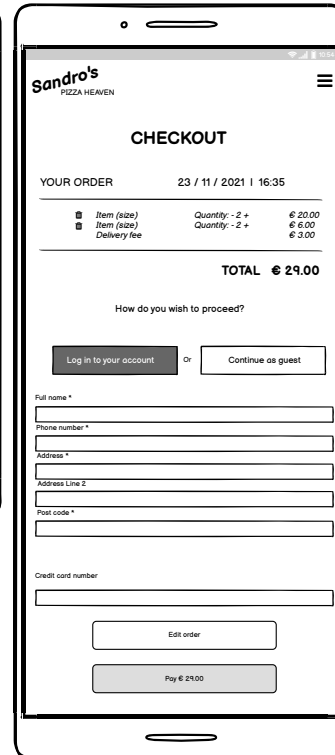 10:54
Sandro's
PIZZA HEAVEN
CHECKOUT
YOUR ORDER 23 / 11 / 2021 I 16:35
Item (size) Quantity: - 2 + € 20.00
Item (size) Quantity: - 2 + € 6.00
Delivery fee € 3.00
TOTAL € 29.00
How do you wish to proceed?
Log in to your account Or Continue as guest
Full name *
Phone number *
Address *
Address Line 2
Post code *
Credit card number
Edit order
Pay € 29.00